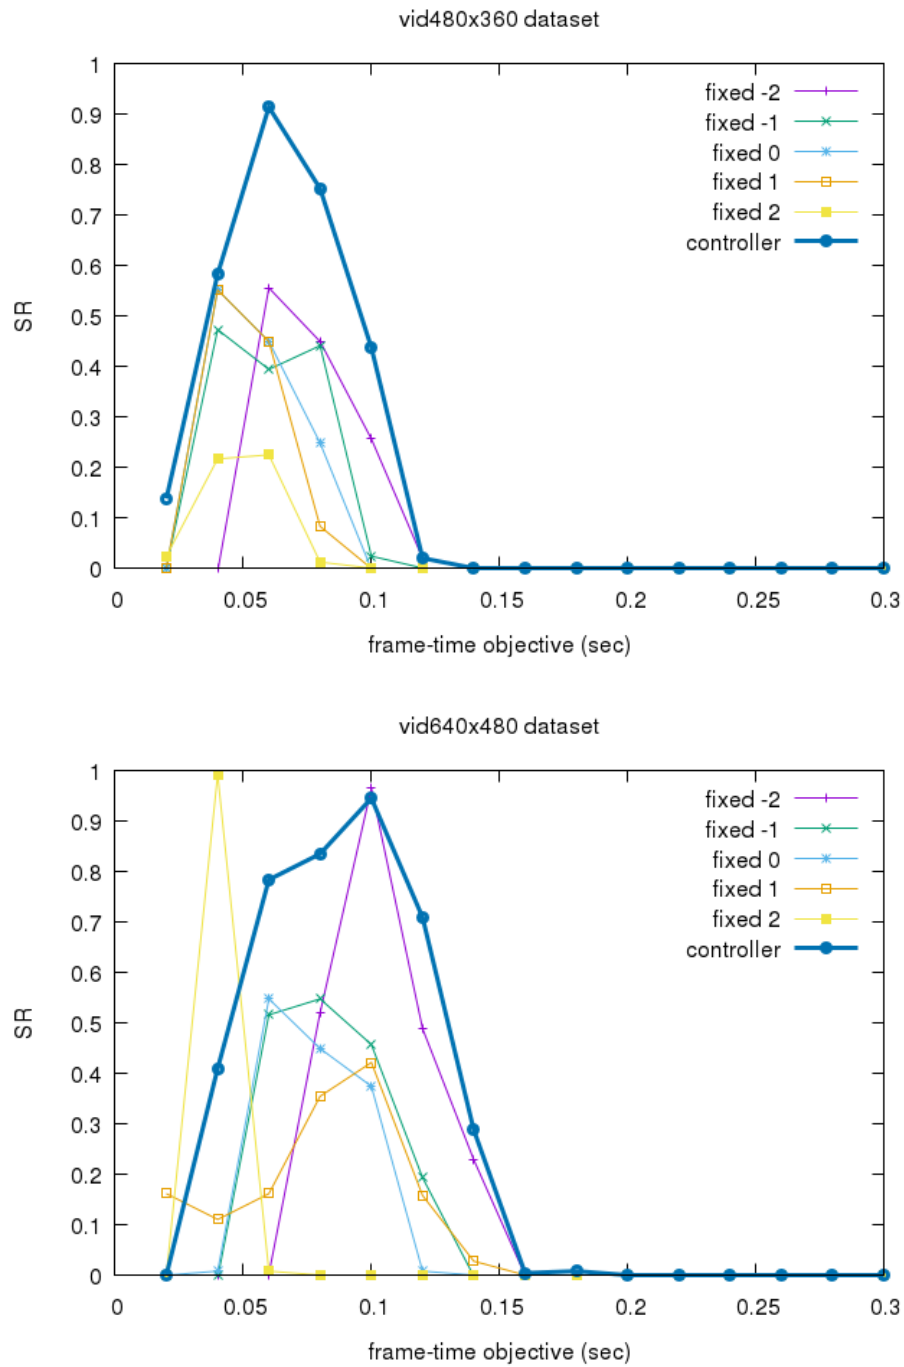 vid480x360 dataset
1
0.9
0.8
0.7
0.6
0.5
0.4
0.3
0.2
0.1
0
SR
fixed -2
fixed -1
fixed 0
fixed 1
fixed 2
controller
0 0.05 0.1 0.15 0.2 0.25 0.3
frame-time objective (sec)
vid640x480 dataset
1
0.9
0.8
0.7
0.6
0.5
0.4
0.3
0.2
0.1
0
SR
fixed -2
fixed -1
fixed 0
fixed 1
fixed 2
controller
0 0.05 0.1 0.15 0.2 0.25 0.3
frame-time objective (sec)